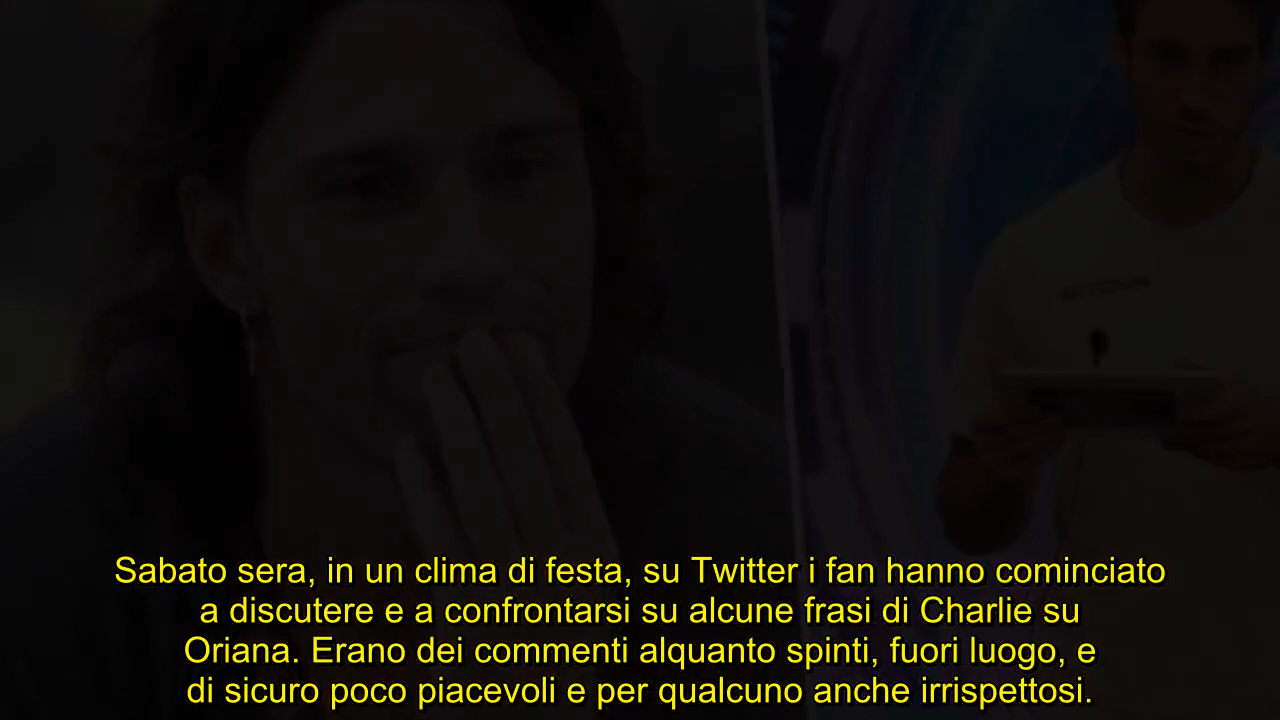 Sabato sera, in un clima di festa, su Twitter i fan hanno cominciato
a discutere e a confrontarsi su alcune frasi di Charlie su
Oriana. Erano dei commenti alquanto spinti, fuori luogo, e
di sicuro poco piacevoli e per qualcuno anche irrispettosi.